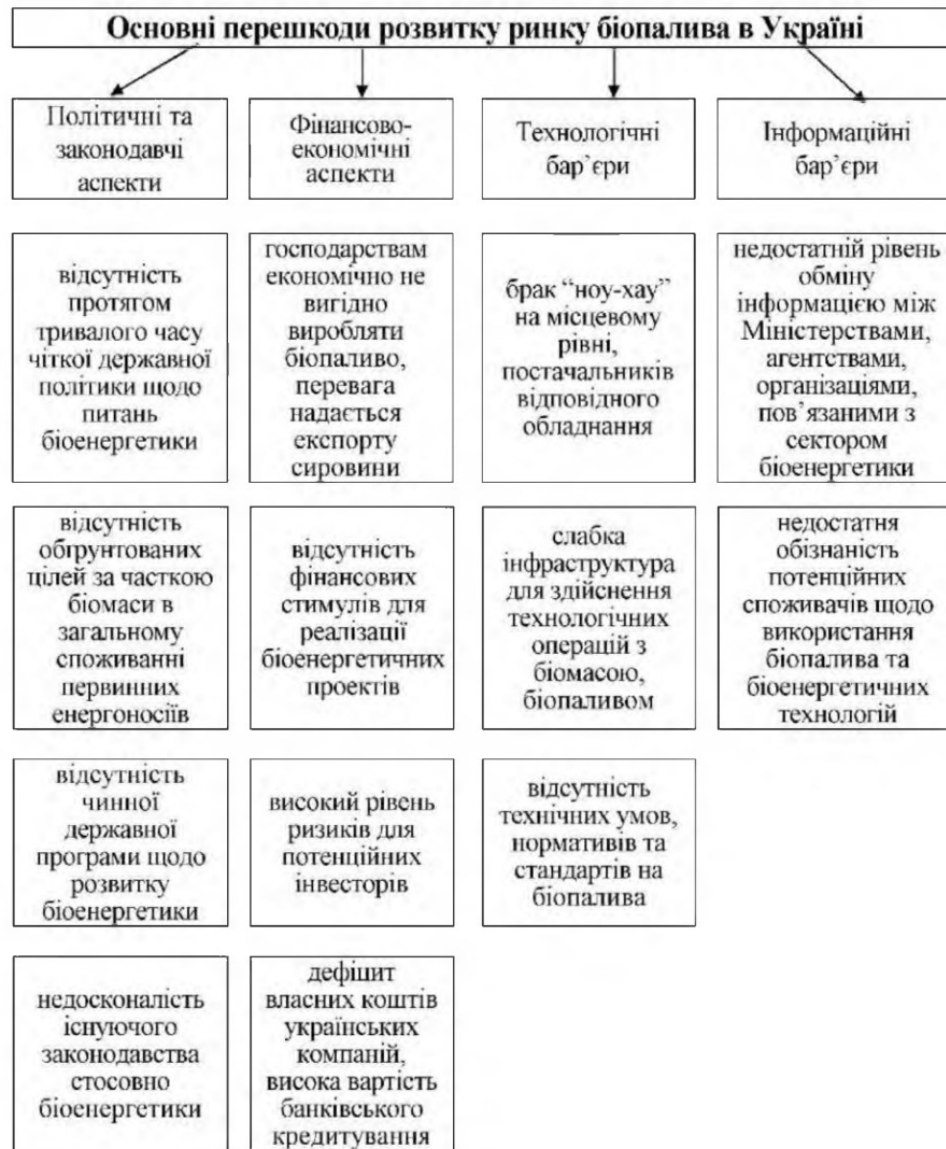 Основні перешкоди розвитку ринку біопалива в Україні
Політичні та
законодавчі
аспекти
Фінансово-
економічні
аспекти
Технологічні
бар’єри
Інформаційні
бар’єри
відсутність
протягом
тривалого часу
чіткої державної
політики щодо
питань
біоенергетики
господарствам
економічно не
вигідно
виробляти
біопаливо,
перевага
надається
експорту
сировини
брак “ноу-хау”
на місцевому
рівні,
постачальників
відповідного
обладнання
недостатній рівень
обміну
інформацією між
Міністерствами,
агентствами,
організаціями,
пов’язаними з
сектором
біоенергетики
відсутність
обґрунтованих
цілей за часткою
біомаси в
загальному
споживанні
первинних
енергоносіїв
відсутність
фінансових
стимулів для
реалізації
біоенергетичних
проектів
слабка
інфраструктура
для здійснення
технологічних
операцій з
біомасою,
біопаливом
недостатня
обізнаність
потенційних
споживачів щодо
використання
біопалива та
біоенергетичних
технологій
відсутність
чинної
державної
програми щодо
розвитку
біоенергетики
високий рівень
ризиків для
потенційних
інвесторів
відсутність
технічних умов,
нормативів та
стандартів на
біопалива
недосконалість
існуючого
законодавства
стосовно
біоенергетики
дефіцит
власних коштів
українських
компаній,
висока вартість
банківського
кредитування